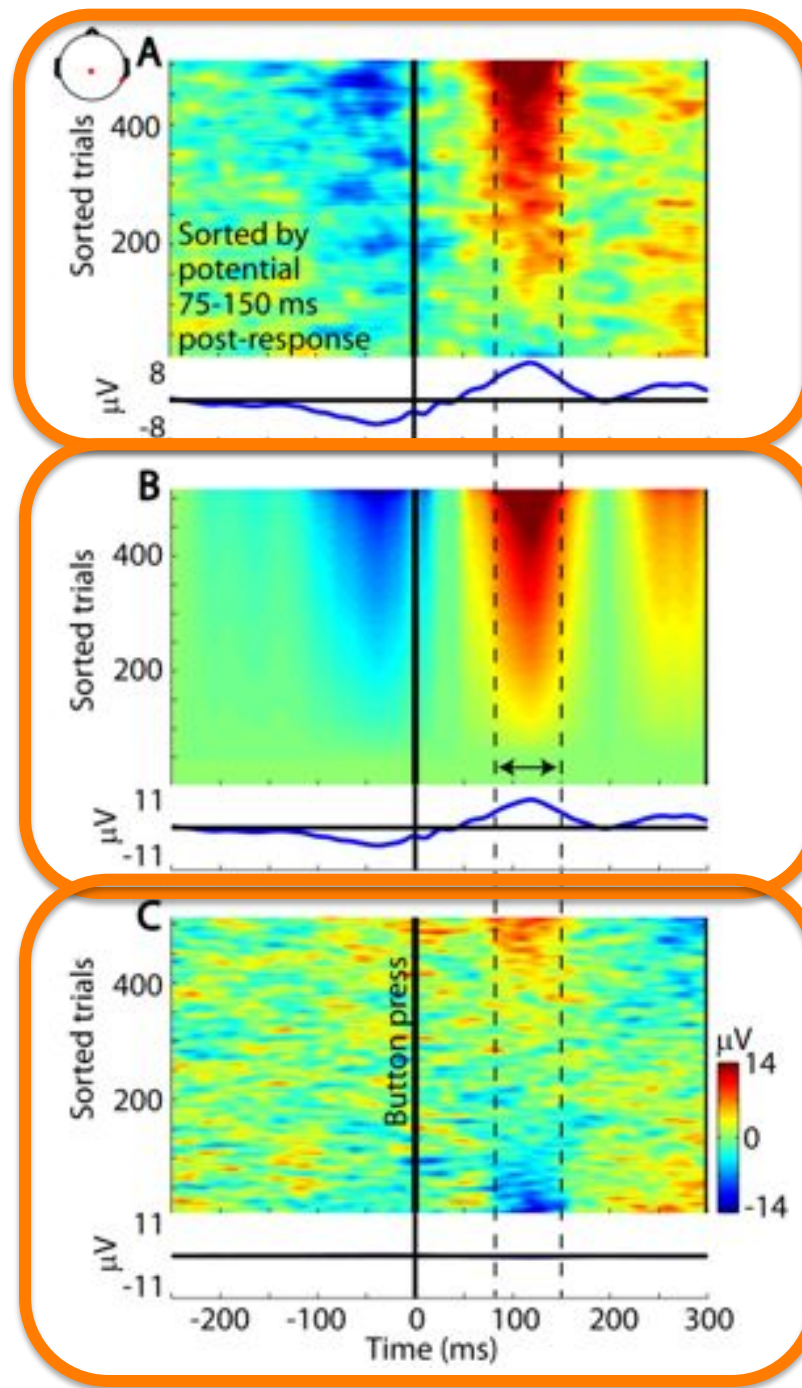 A
Sorted trials
400
200
Sorted by
potential
75-150 ms
post-response
μV
8
-8
B
Sorted trials
400
200
μV
11
-11
C
Sorted trials
400
200
Button press
μV
14
0
-14
μV
11
-11
-200
-100
0
100
200
300
Time (ms)